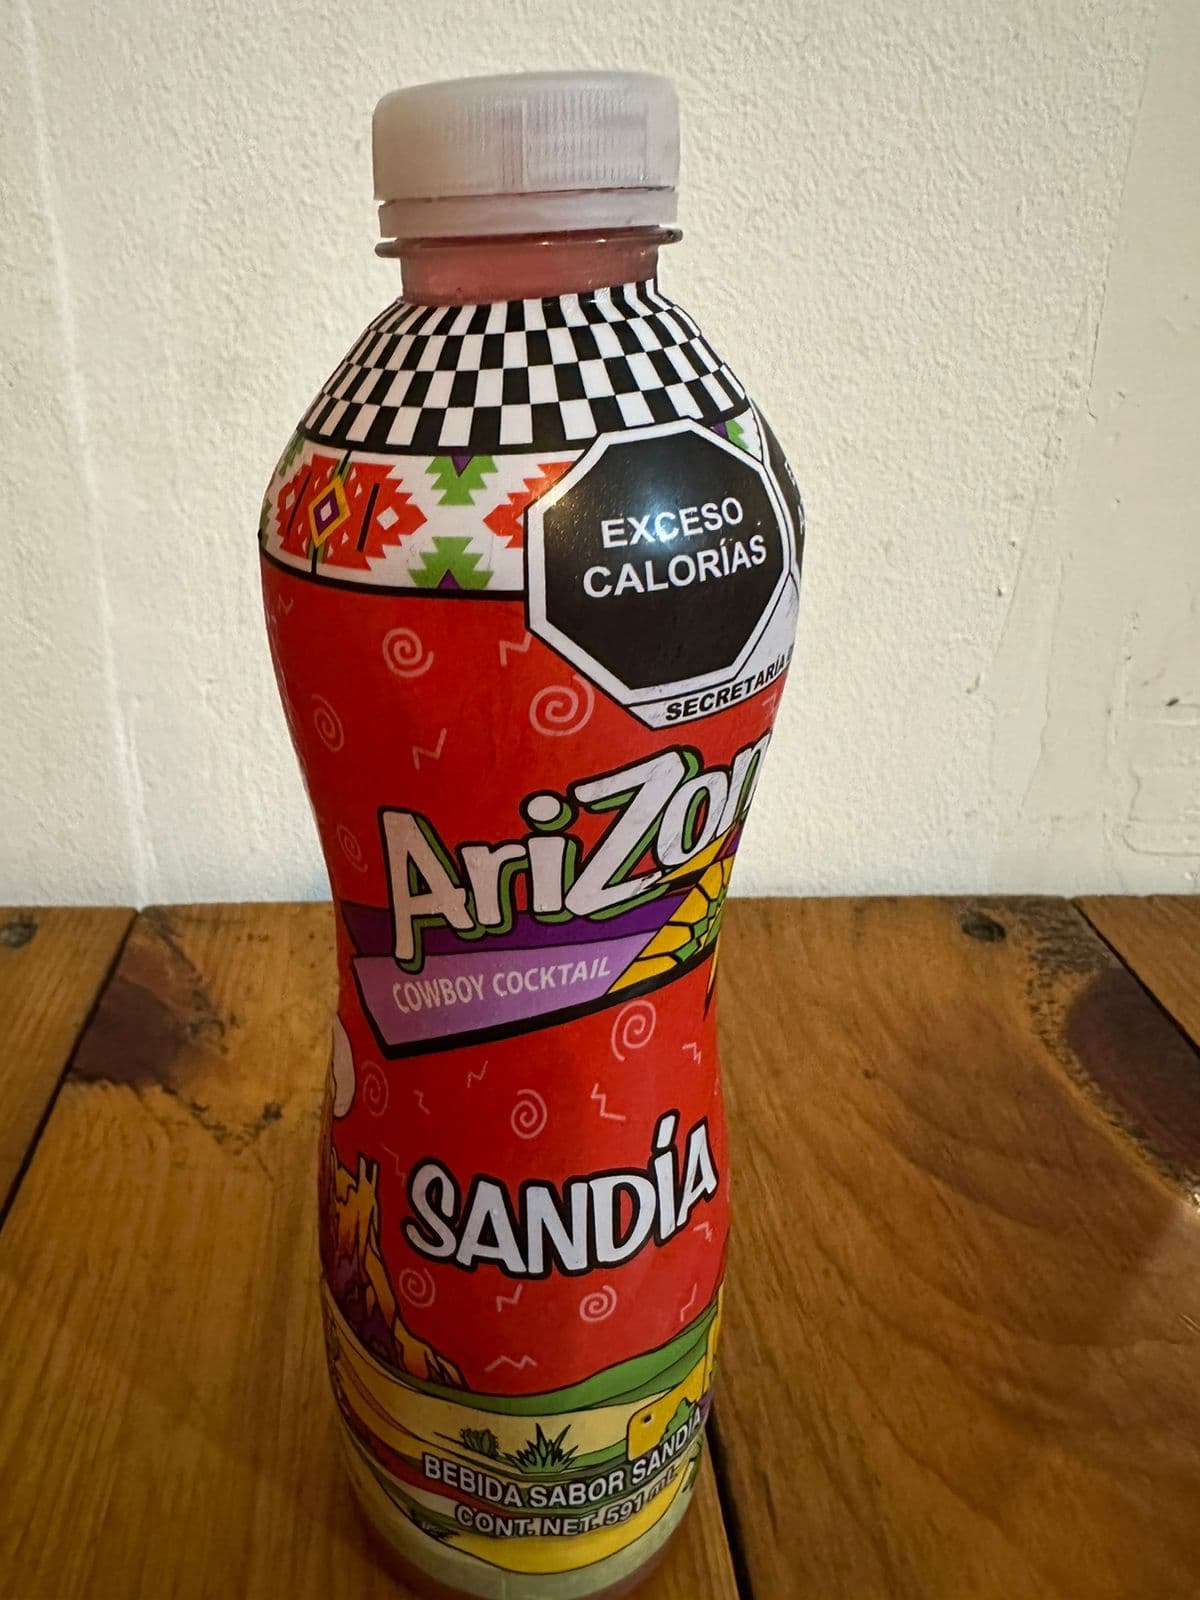 EXCESO
CALORÍAS
SECRETARÍA
AriZon
COWBOY COCKTAIL
SANDÍA
BEBIDA SABOR SANDÍA
CONT. NET. 591 mL